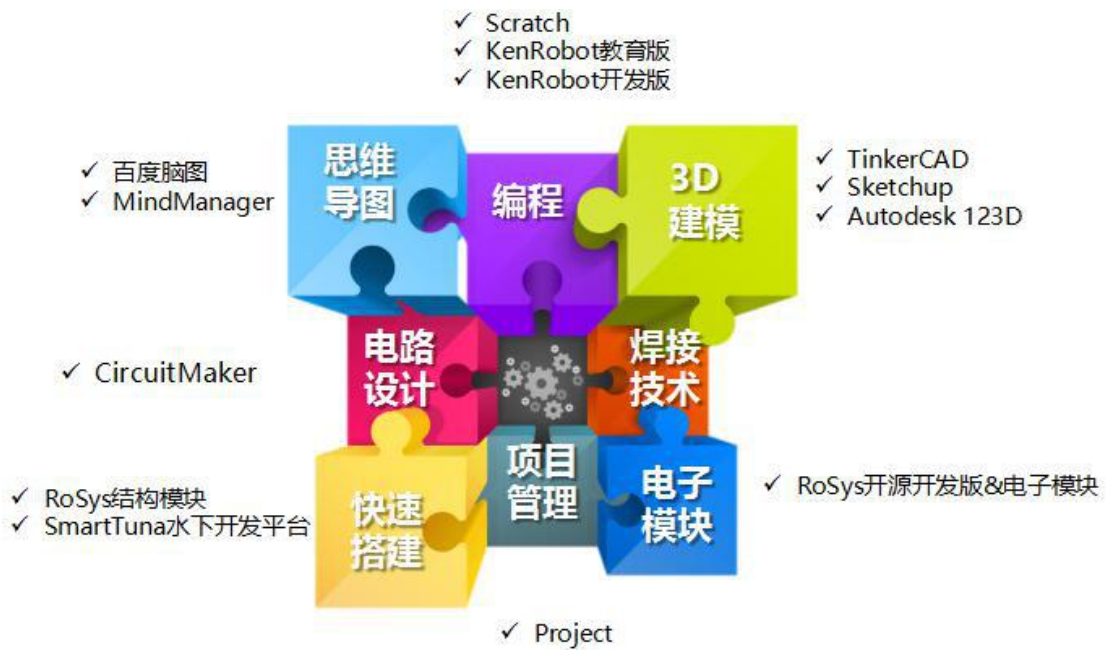 ✓ Scratch
✓ KenRobot教育版
✓ KenRobot开发版
✓ 百度脑图
✓ MindManager
思维
导图
编程
3D
建模
✓ TinkerCAD
✓ Sketchup
✓ Autodesk 123D
✓ CircuitMaker
电路
设计
焊接
技术
✓ RoSys结构模块
✓ SmartTuna水下开发平台
快速
搭建
项目
管理
电子
模块
✓ RoSys开源开发版&电子模块
✓ Project